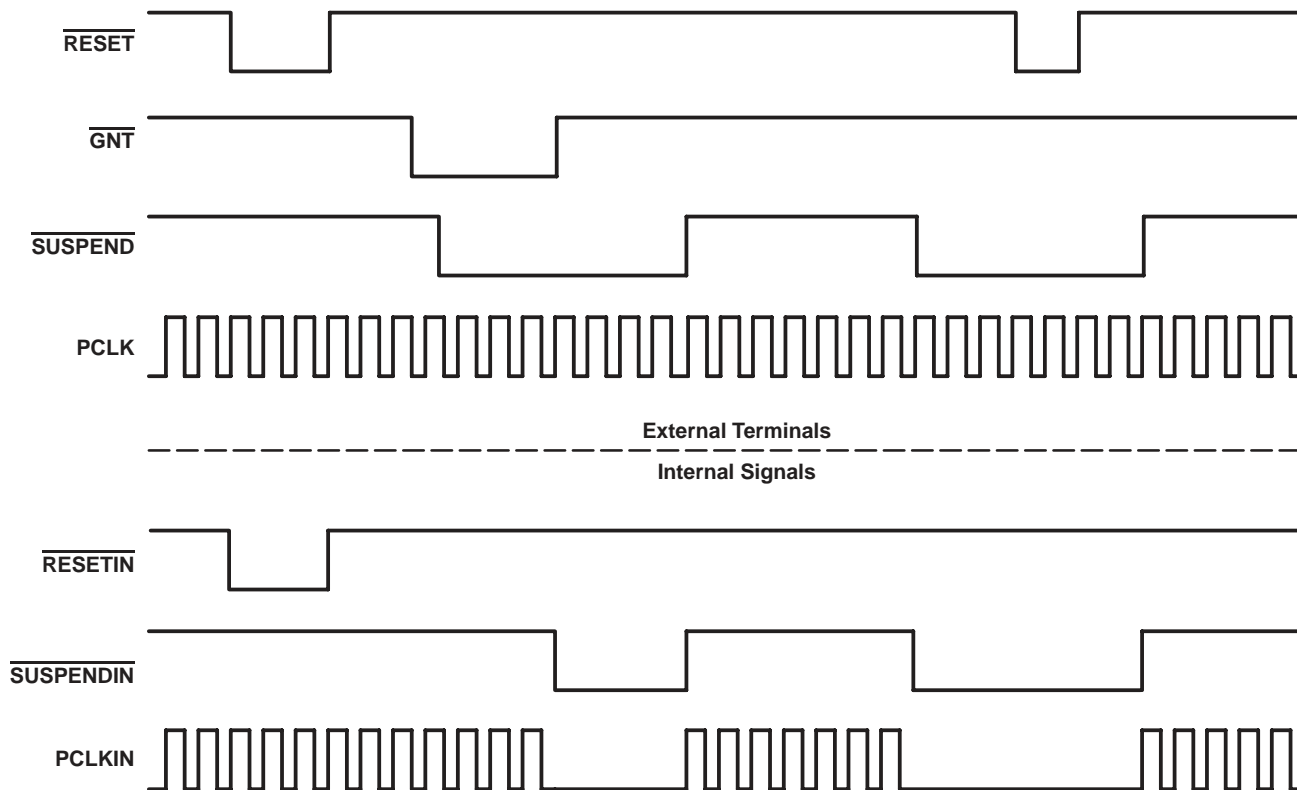 RESET
GNT
SUSPEND
PCLK
External Terminals
Internal Signals
RESETIN
SUSPENDIN
PCLKIN